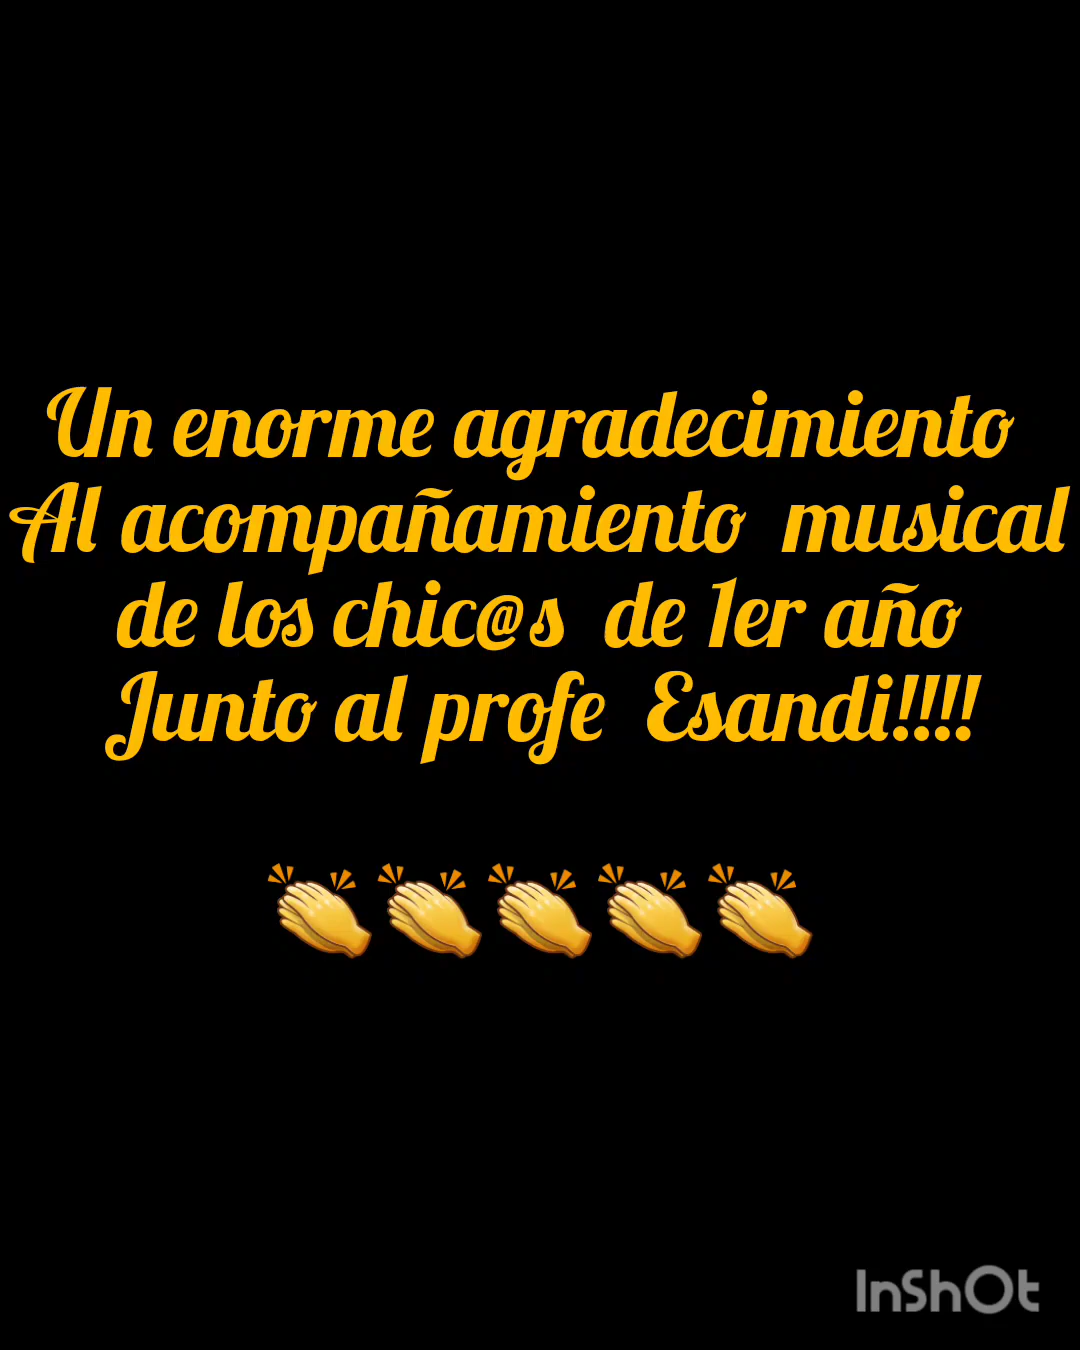 Un enorme agradecimiento
Al acompañamiento musical
de los chic@s de 1er año
Junto al profe Esandi!!!!
👏👏👏👏👏
InShOt